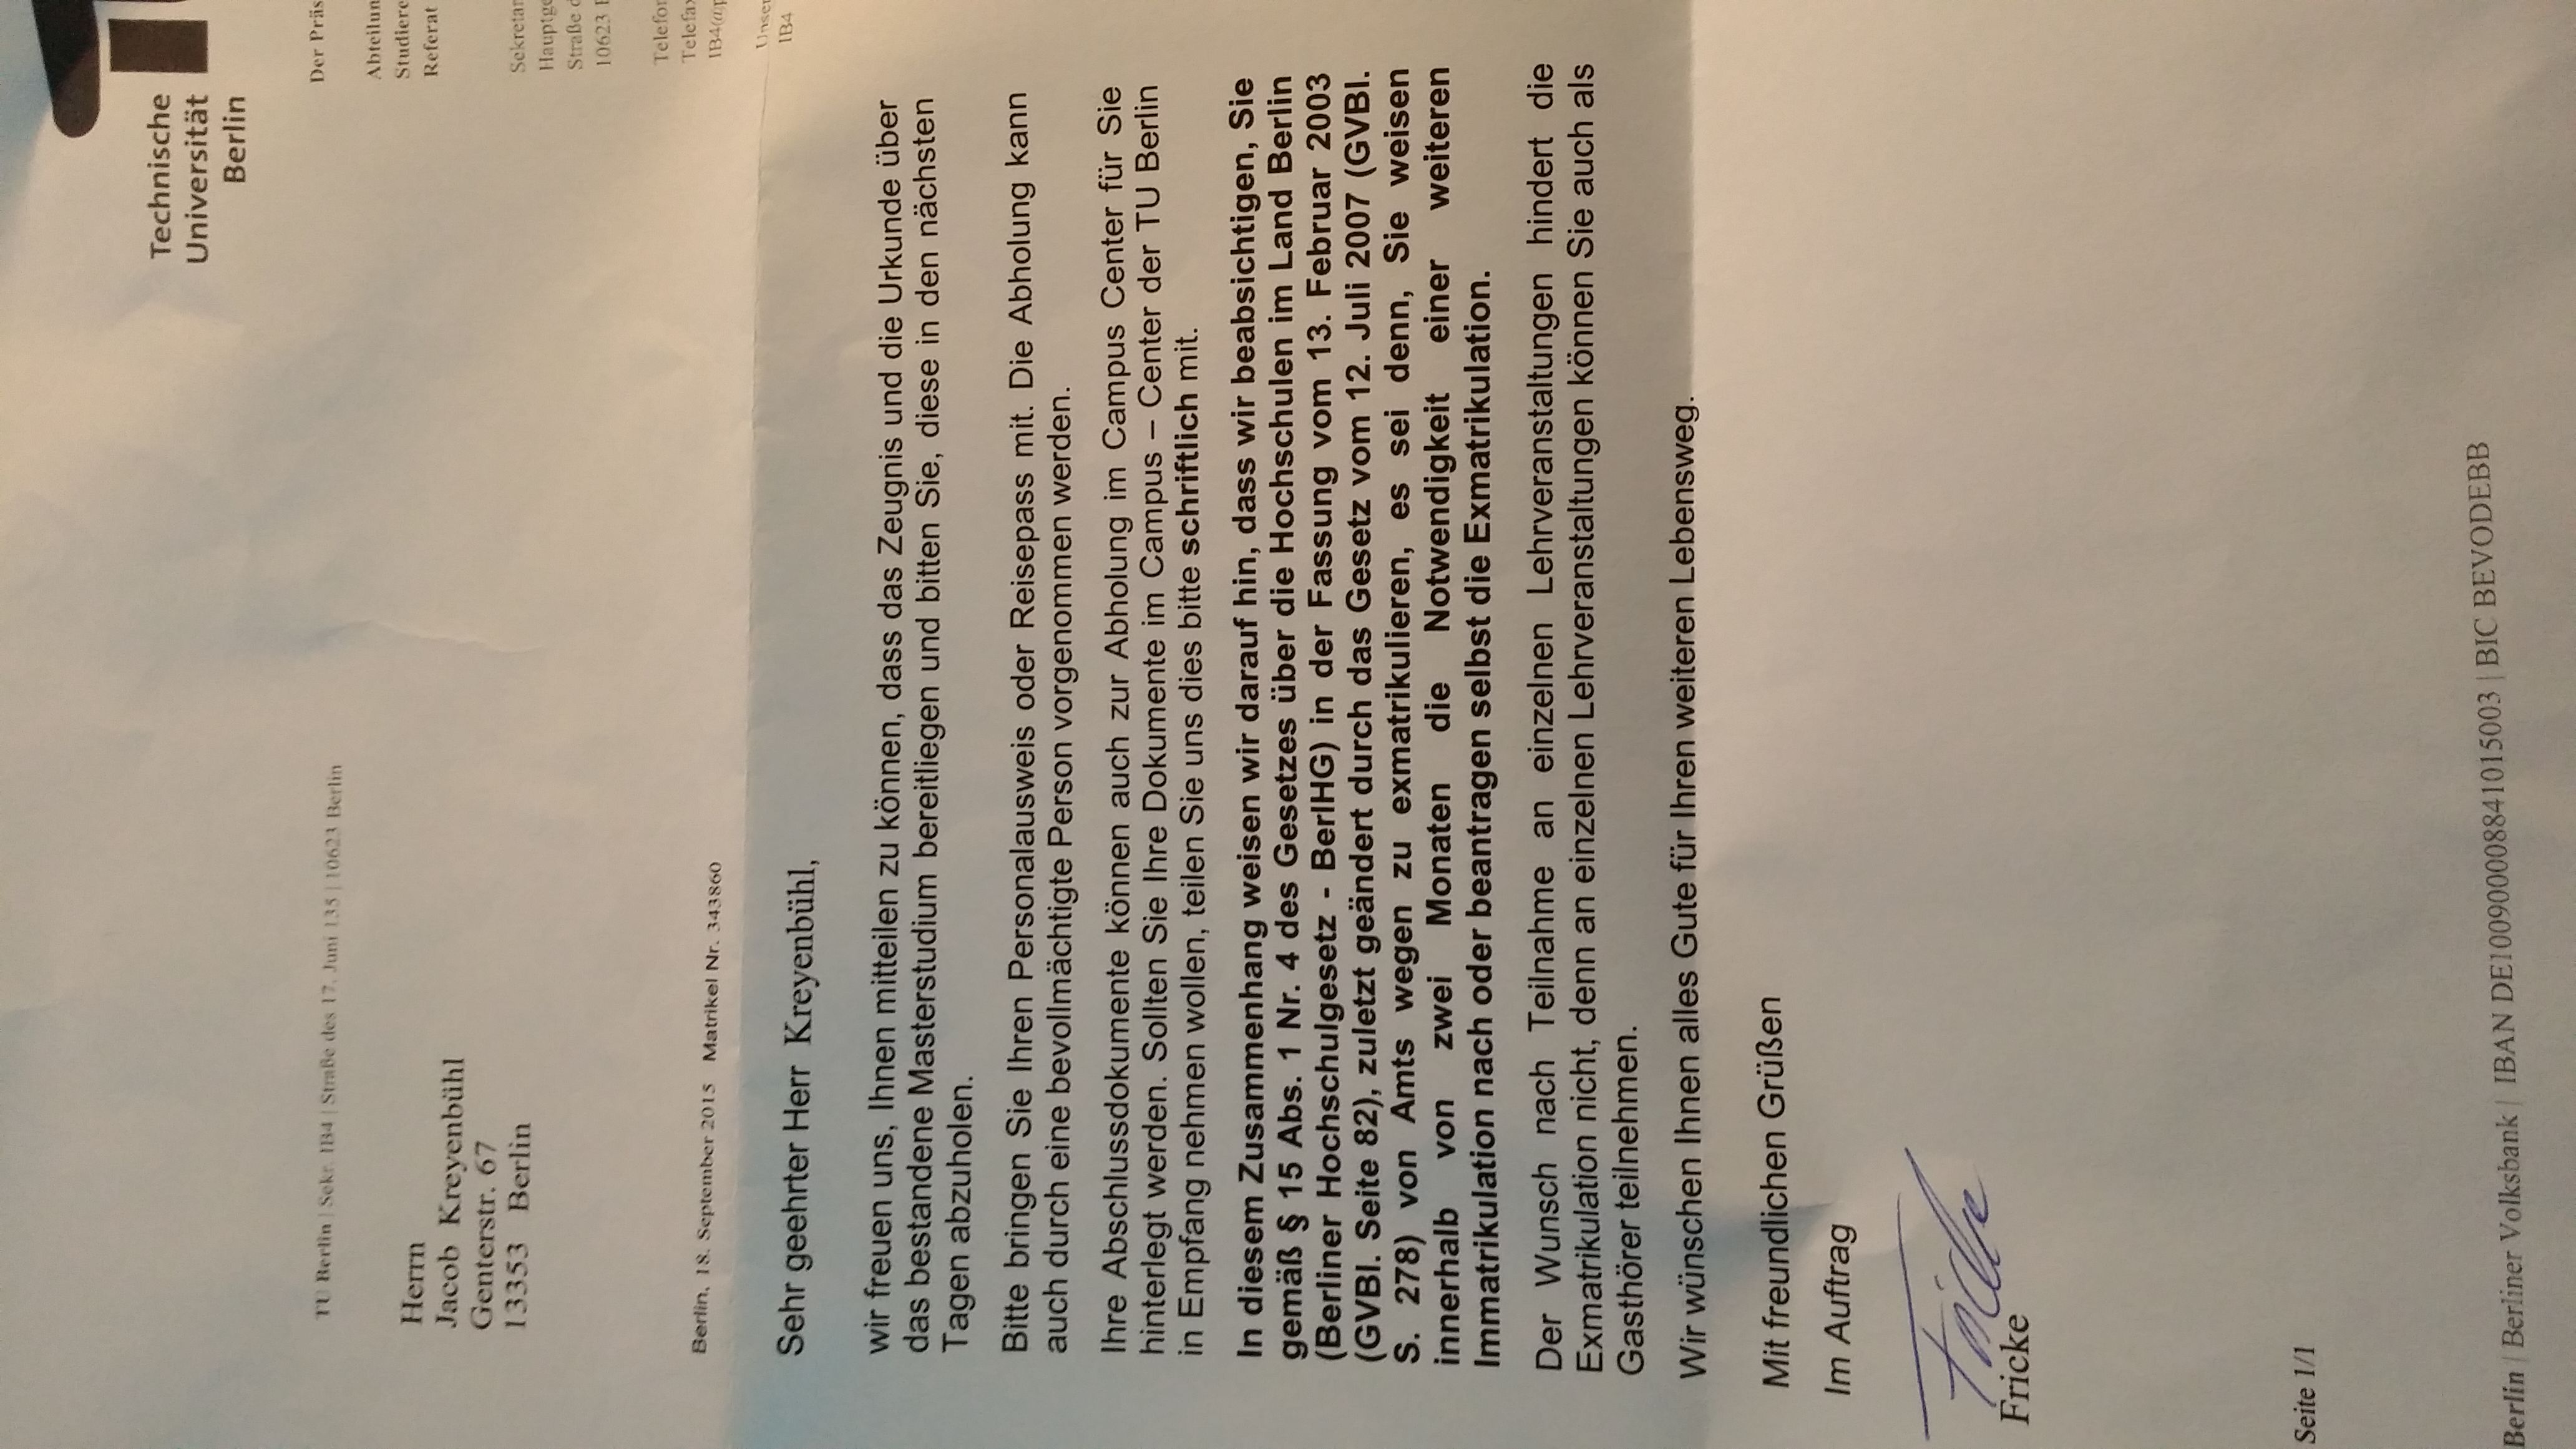 Technische
Universität
Berlin
TU Berlin | Sekr. IB4 | Straße des 17. Juni 135 | 10623 Berlin
Herrn
Jacob Kreyenbühl
Genterstr. 67
13353 Berlin
Der Präs
Abteilun
Studiere
Referat
Sekretar
Hauptge
Straße d
10623 B
Telefon
Telefax
IB4@p
Unser
IB4
Berlin, 18. September 2015 Matrikel Nr. 343860
Sehr geehrter Herr Kreyenbühl,
wir freuen uns, Ihnen mitteilen zu können, dass das Zeugnis und die Urkunde über
das bestandene Masterstudium bereitliegen und bitten Sie, diese in den nächsten
Tagen abzuholen.
Bitte bringen Sie Ihren Personalausweis oder Reisepass mit. Die Abholung kann
auch durch eine bevollmächtigte Person vorgenommen werden.
Ihre Abschlussdokumente können auch zur Abholung im Campus Center für Sie
hinterlegt werden. Sollten Sie Ihre Dokumente im Campus – Center der TU Berlin
in Empfang nehmen wollen, teilen Sie uns dies bitte schriftlich mit.
In diesem Zusammenhang weisen wir darauf hin, dass wir beabsichtigen, Sie
gemäß § 15 Abs. 1 Nr. 4 des Gesetzes über die Hochschulen im Land Berlin
(Berliner Hochschulgesetz - BerlHG) in der Fassung vom 13. Februar 2003
(GVBl. Seite 82), zuletzt geändert durch das Gesetz vom 12. Juli 2007 (GVBl.
S. 278) von Amts wegen zu exmatrikulieren, es sei denn, Sie weisen
innerhalb von zwei Monaten die Notwendigkeit einer weiteren
Immatrikulation nach oder beantragen selbst die Exmatrikulation.
Der Wunsch nach Teilnahme an einzelnen Lehrveranstaltungen hindert die
Exmatrikulation nicht, denn an einzelnen Lehrveranstaltungen können Sie auch als
Gasthörer teilnehmen.
Wir wünschen Ihnen alles Gute für Ihren weiteren Lebensweg.
Mit freundlichen Grüßen
Im Auftrag
Fricke
Fricke
Seite 1/1
Berlin | Berliner Volksbank | IBAN DE100900008841015003 | BIC BEVODEBB